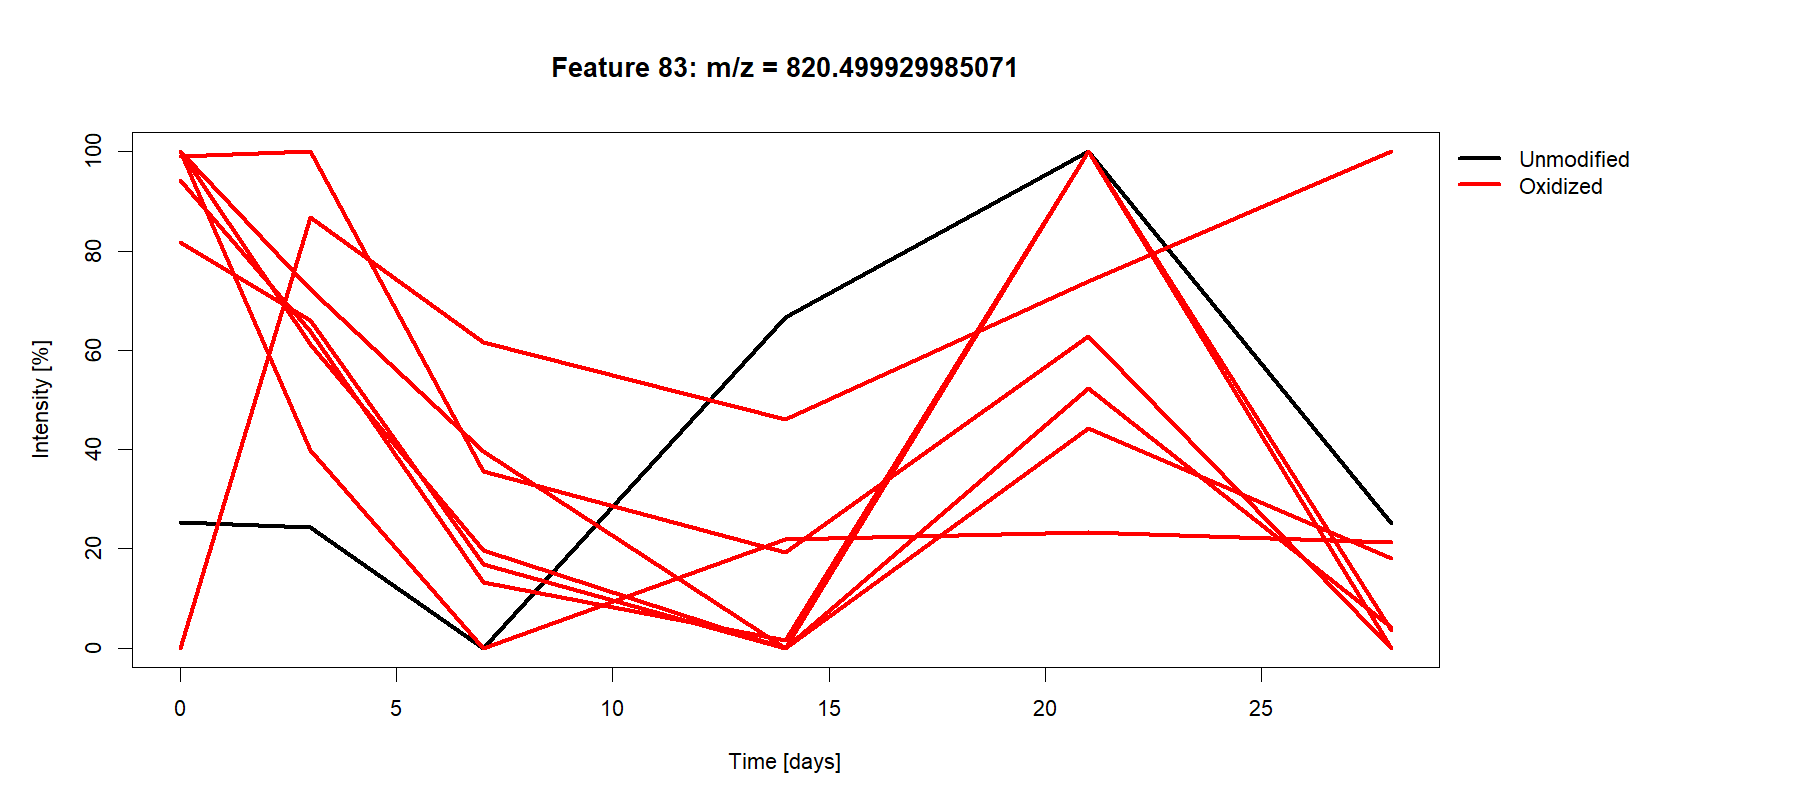 Feature 83: m/z = 820.499929985071
Unmodified
Oxidized
Intensity [%]
100
80
60
40
20
0
0 5 10 15 20 25
Time [days]